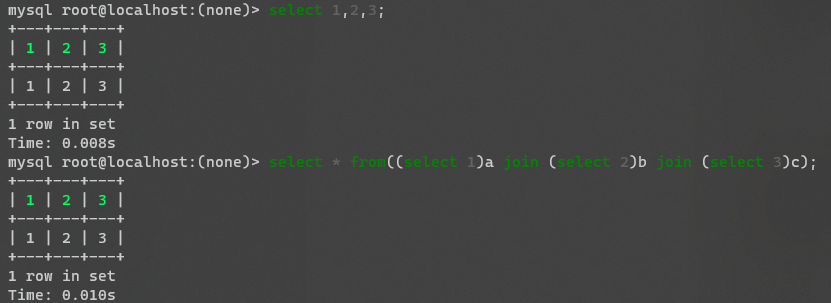 mysql root@localhost:(none)> select 1,2,3;
+---+---+---+
| 1 | 2 | 3 |
+---+---+---+
| 1 | 2 | 3 |
+---+---+---+
1 row in set
Time: 0.008s
mysql root@localhost:(none)> select * from((select 1)a join (select 2)b join (select 3)c);
+---+---+---+
| 1 | 2 | 3 |
+---+---+---+
| 1 | 2 | 3 |
+---+---+---+
1 row in set
Time: 0.010s